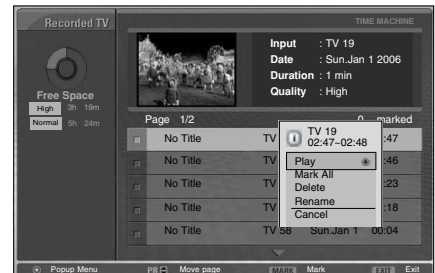 Recorded TV
TIME MACHINE
Input : TV 19
Date : Sun.Jan 1 2006
Duration : 1 min
Quality : High
Free Space
High 3h 19m
Normal 5h 24m
Page 1/2
0 marked
No Title TV :47
No Title TV :46
No Title TV :23
No Title TV :18
No Title TV 58 Sun.Jan 1 00:04
TV 19
02:47~02:48
Play
Mark All
Delete
Rename
Cancel
Popup Menu PR Move page MARK Mark EXIT Exit